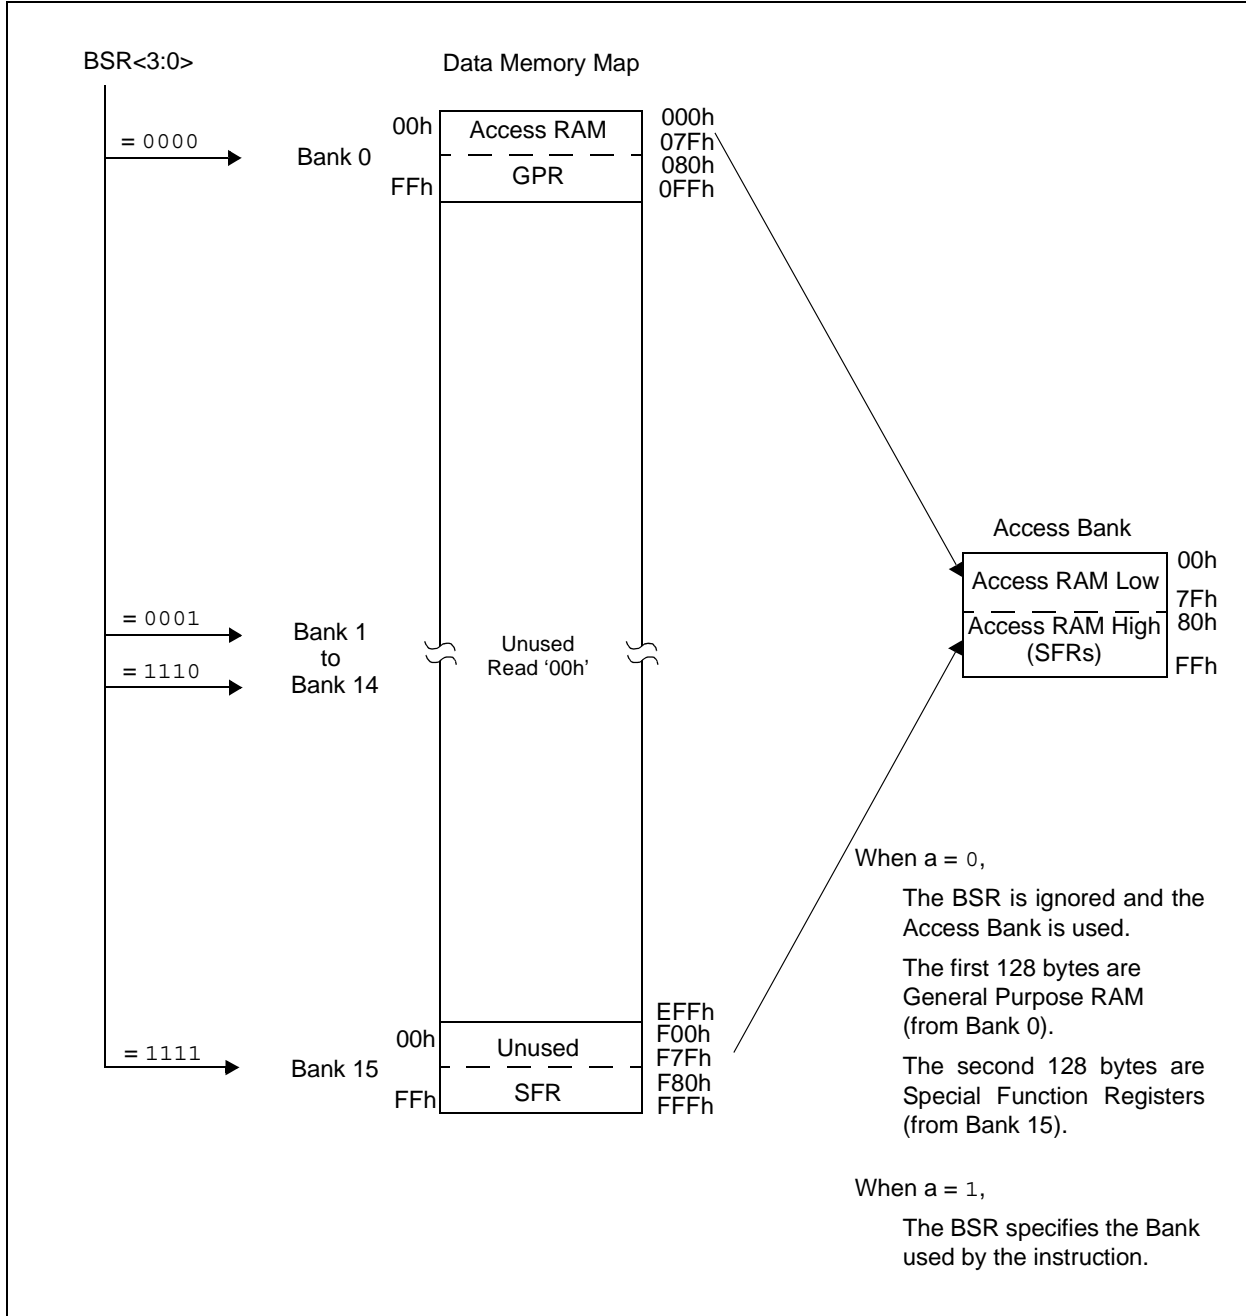 BSR<3:0>
Data Memory Map
= 0000
Bank 0
00h
FFh
Access RAM
GPR
000h
07Fh
080h
0FFh
= 0001
= 1110
Bank 1
to
Bank 14
Unused
Read ‘00h’
Access Bank
Access RAM Low
Access RAM High
(SFRs)
00h
7Fh
80h
FFh
= 1111
Bank 15
00h
FFh
Unused
SFR
EFFh
F00h
F7Fh
F80h
FFFh
When a = 0,
The BSR is ignored and the
Access Bank is used.
The first 128 bytes are
General Purpose RAM
(from Bank 0).
The second 128 bytes are
Special Function Registers
(from Bank 15).
When a = 1,
The BSR specifies the Bank
used by the instruction.